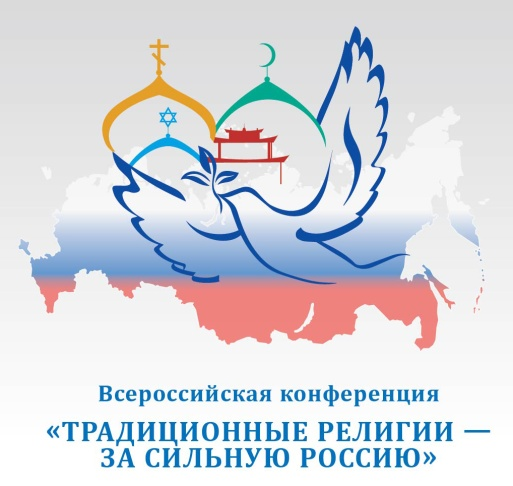 Всероссийская конференция
«ТРАДИЦИОННЫЕ РЕЛИГИИ —
ЗА СИЛЬНУЮ РОССИЮ»